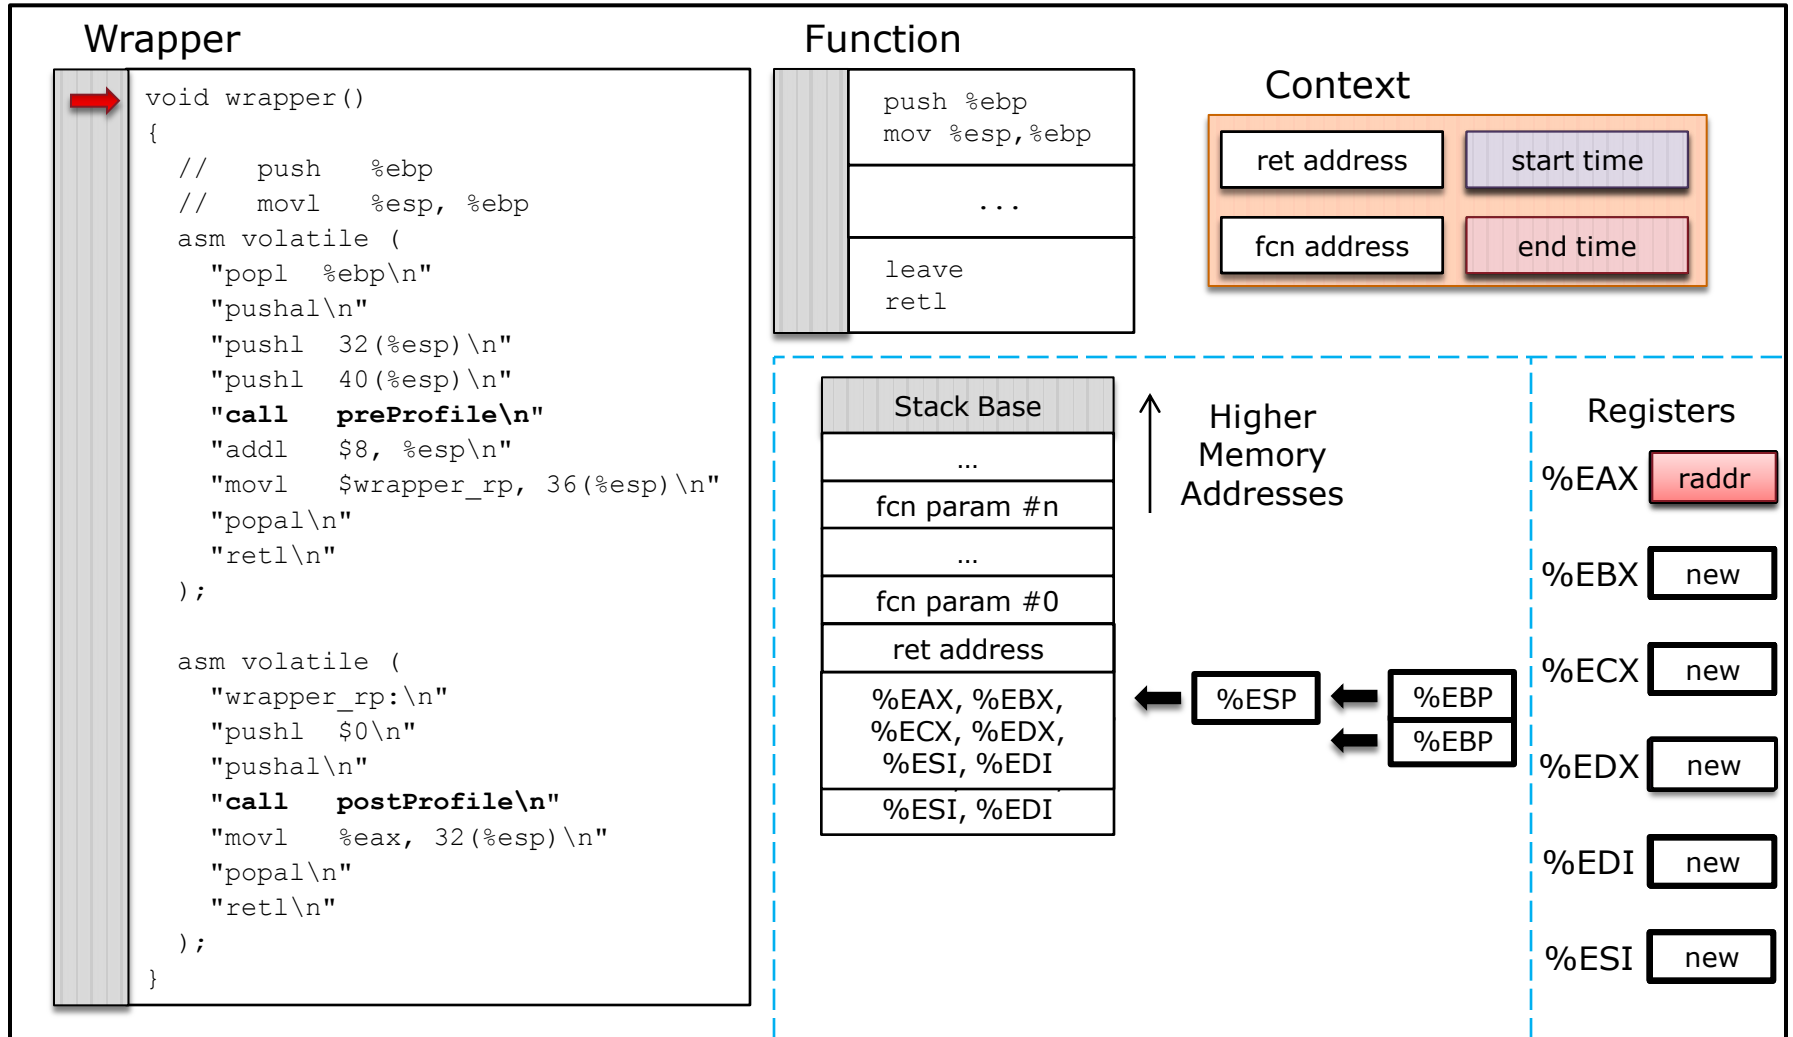 Wrapper
void wrapper()
{
  //   push   %ebp
  //   movl   %esp, %ebp
  asm volatile (
    "popl  %ebp\n"
    "pushal\n"
    "pushl  32(%esp)\n"
    "pushl  40(%esp)\n"
    "call   preProfile\n"
    "addl   $8, %esp\n"
    "movl   $wrapper_rp, 36(%esp)\n"
    "popal\n"
    "retl\n"
  );
  asm volatile (
    "wrapper_rp:\n"
    "pushl  $0\n"
    "pushal\n"
    "call   postProfile\n"
    "movl   %eax, 32(%esp)\n"
    "popal\n"
    "retl\n"
  );
}
Function
push %ebp
mov %esp,%ebp
...
leave
retl
Context
ret address
start time
fcn address
end time
Stack Base
...
fcn param #n
...
fcn param #0
ret address
%EAX, %EBX,
%ECX, %EDX,
%ESI, %EDI
%ESI, %EDI
Higher
Memory
Addresses
%ESP
%EBP
%EBP
Registers
%EAX raddr
%EBX new
%ECX new
%EDX new
%EDI new
%ESI new